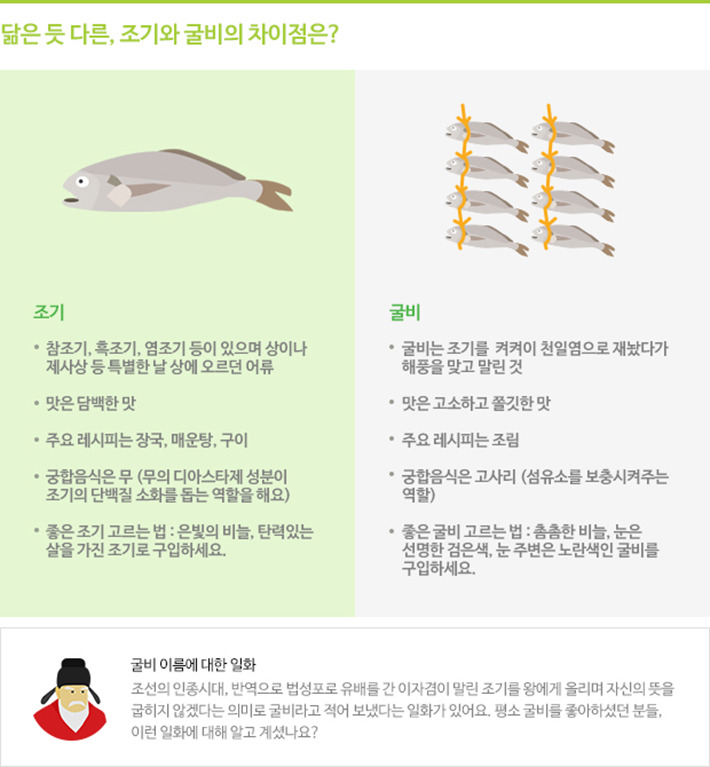 닮은 듯 다른, 조기와 굴비의 차이점은?
조기
• 참조기, 흑조기, 염조기 등이 있으며 상이나
제사상 등 특별한 날 상에 오르던 어류
• 맛은 담백한 맛
• 주요 레시피는 장국, 매운탕, 구이
• 궁합음식은 무 (무의 디아스타제 성분이
조기의 단백질 소화를 돕는 역할을 해요)
• 좋은 조기 고르는 법 : 은빛의 비늘, 탄력있는
살을 가진 조기로 구입하세요.
굴비
• 굴비는 조기를 켜켜이 천일염으로 재놨다가
해풍을 맞고 말린 것
• 맛은 고소하고 쫄깃한 맛
• 주요 레시피는 조림
• 궁합음식은 고사리 (섬유소를 보충시켜주는
역할)
• 좋은 굴비 고르는 법 : 촘촘한 비늘, 눈은
선명한 검은색, 눈 주변은 노란색인 굴비를
구입하세요.
굴비 이름에 대한 일화
조선의 인종시대, 반역으로 법성포로 유배를 간 이자겸이 말린 조기를 왕에게 올리며 자신의 뜻을
굽히지 않겠다는 의미로 굴비라고 적어 보냈다는 일화가 있어요. 평소 굴비를 좋아하셨던 분들,
이런 일화에 대해 알고 계셨나요?